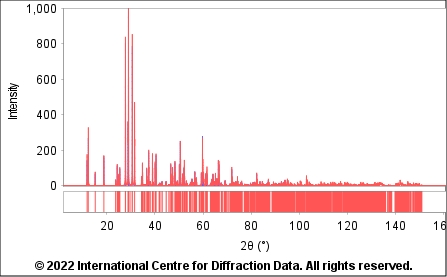 1,000
800
600
400
200
0
Intensity
20 40 60 80 100 120 140 160
2θ (°)
© 2022 International Centre for Diffraction Data. All rights reserved.